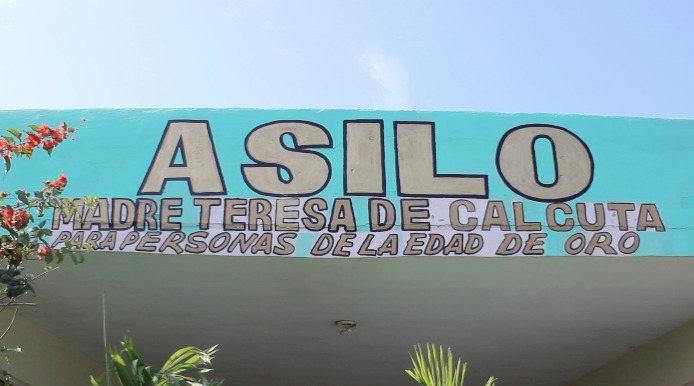 ASILO
MADRE TERESA DE CALCUTA
PARA PERSONAS DE LA EDAD DE ORO